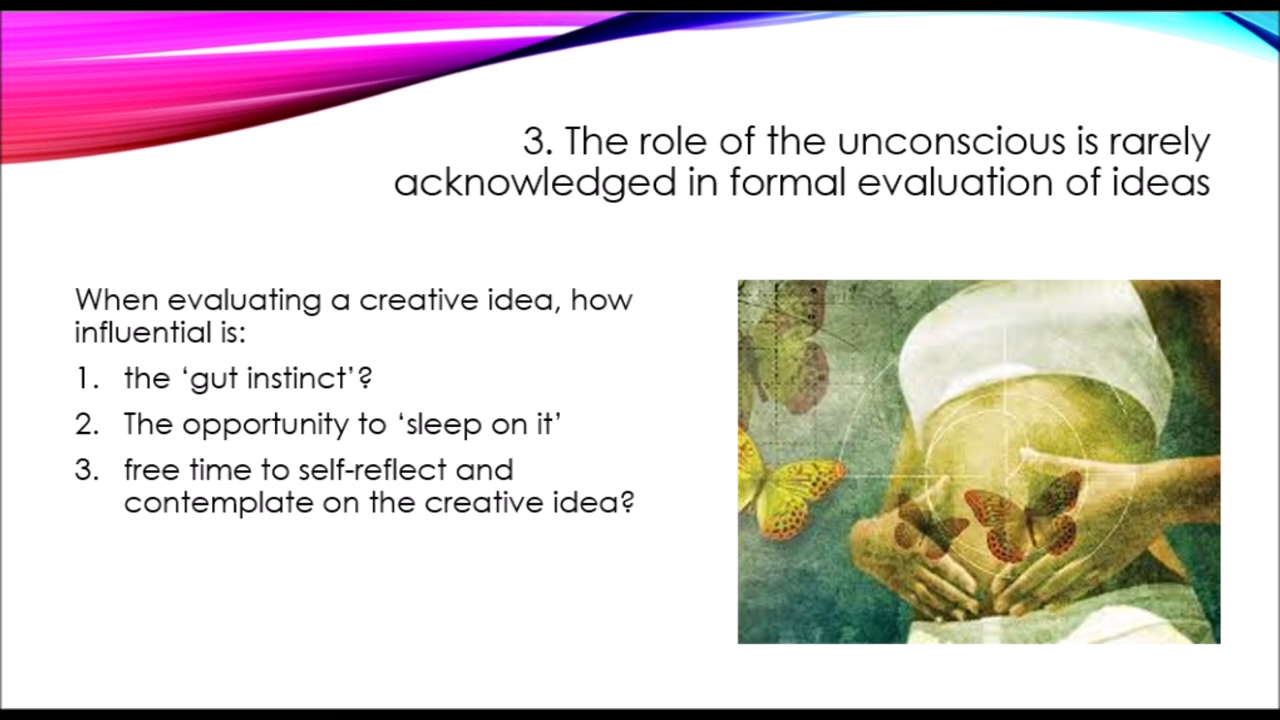 3. The role of the unconscious is rarely
acknowledged in formal evaluation of ideas
When evaluating a creative idea, how
influential is:
1. the ‘gut instinct’?
2. The opportunity to ‘sleep on it’
3. free time to self-reflect and
contemplate on the creative idea?